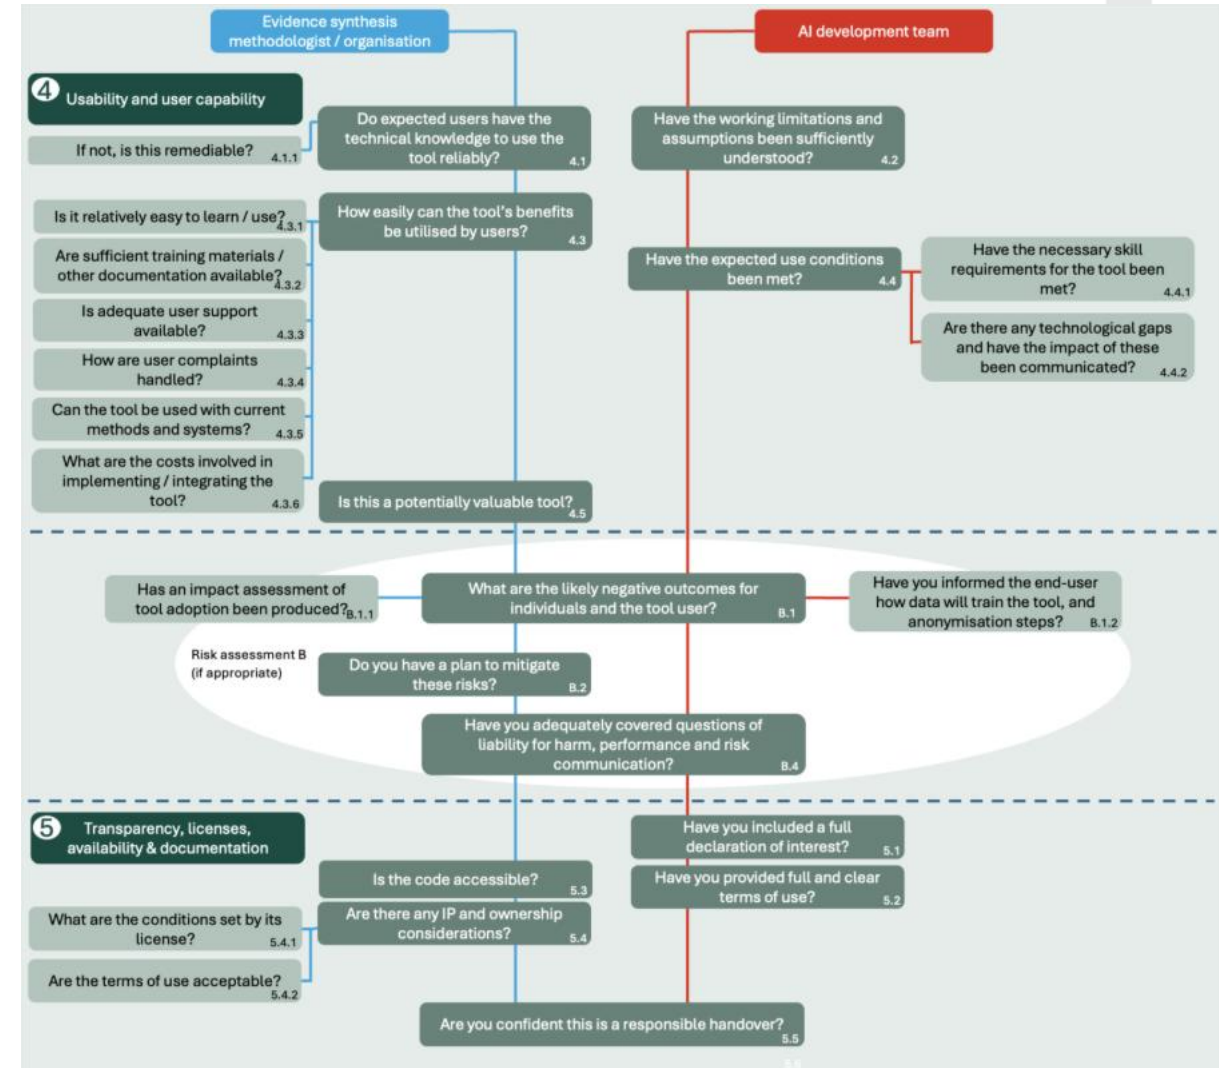 Evidence synthesis
methodologist / organisation
AI development team
4
Usability and user capability
Do expected users have the
technical knowledge to use the
tool reliably?
4.1
If not, is this remediable?
4.1.1
Have the working limitations and
assumptions been sufficiently
understood?
4.2
How easily can the tool's benefits
be utilised by users?
4.3
Is it relatively easy to learn / use?
4.3.1
Are sufficient training materials /
other documentation available?
4.3.2
Is adequate user support
available?
4.3.3
How are user complaints
handled?
4.3.4
Can the tool be used with current
methods and systems?
4.3.5
What are the costs involved in
implementing / integrating the
tool?
4.3.6
Have the expected use conditions
been met?
4.4
Have the necessary skill
requirements for the tool been
met?
4.4.1
Are there any technological gaps
and have the impact of these
been communicated?
4.4.2
Is this a potentially valuable tool?
4.5
Has an impact assessment of
tool adoption been produced?
B.1.1
What are the likely negative outcomes for
individuals and the tool user?
B.1
Have you informed the end-user
how data will train the tool, and
anonymisation steps?
B.1.2
Risk assessment B
(if appropriate)
Do you have a plan to mitigate
these risks?
B.2
Have you adequately covered questions of
liability for harm, performance and risk
communication?
B.4
5
Transparency, licenses,
availability & documentation
Have you included a full
declaration of interest?
5.1
Have you provided full and clear
terms of use?
5.2
Is the code accessible?
5.3
Are there any IP and ownership
considerations?
5.4
What are the conditions set by its
license?
5.4.1
Are the terms of use acceptable?
5.4.2
Are you confident this is a responsible handover?
5.5